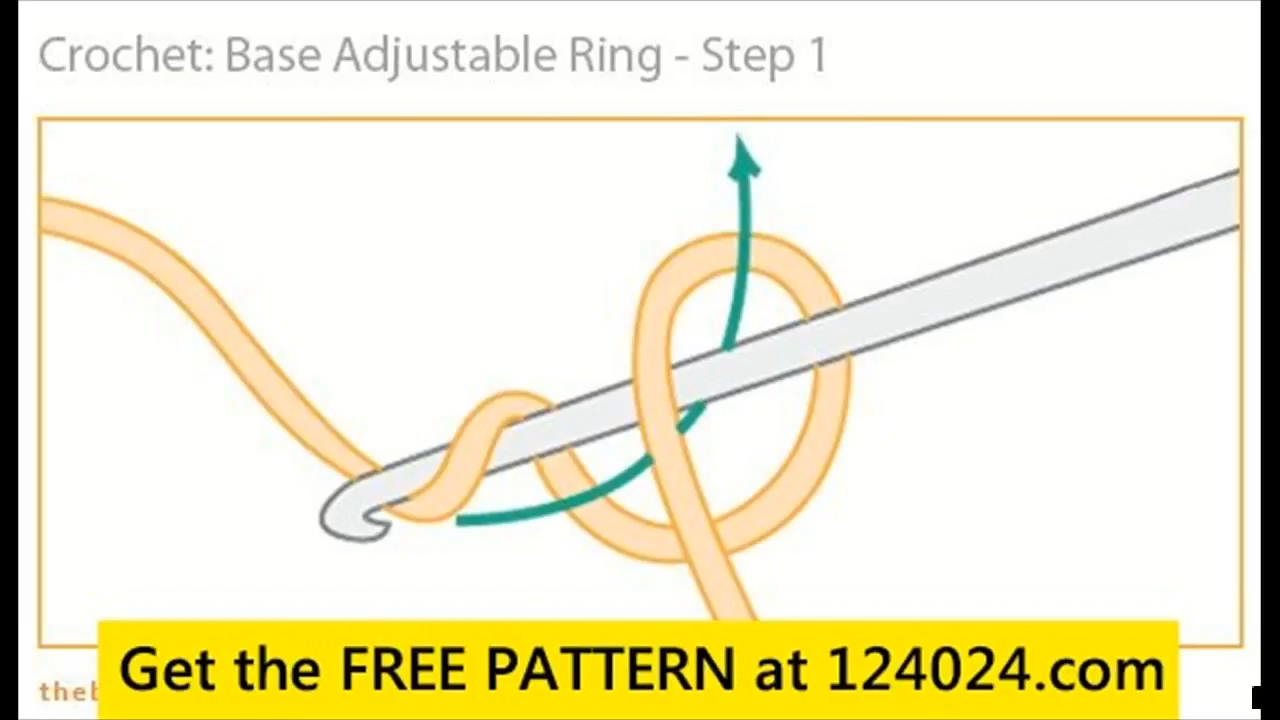 Crochet: Base Adjustable Ring - Step 1
Get the FREE PATTERN at 124024.com